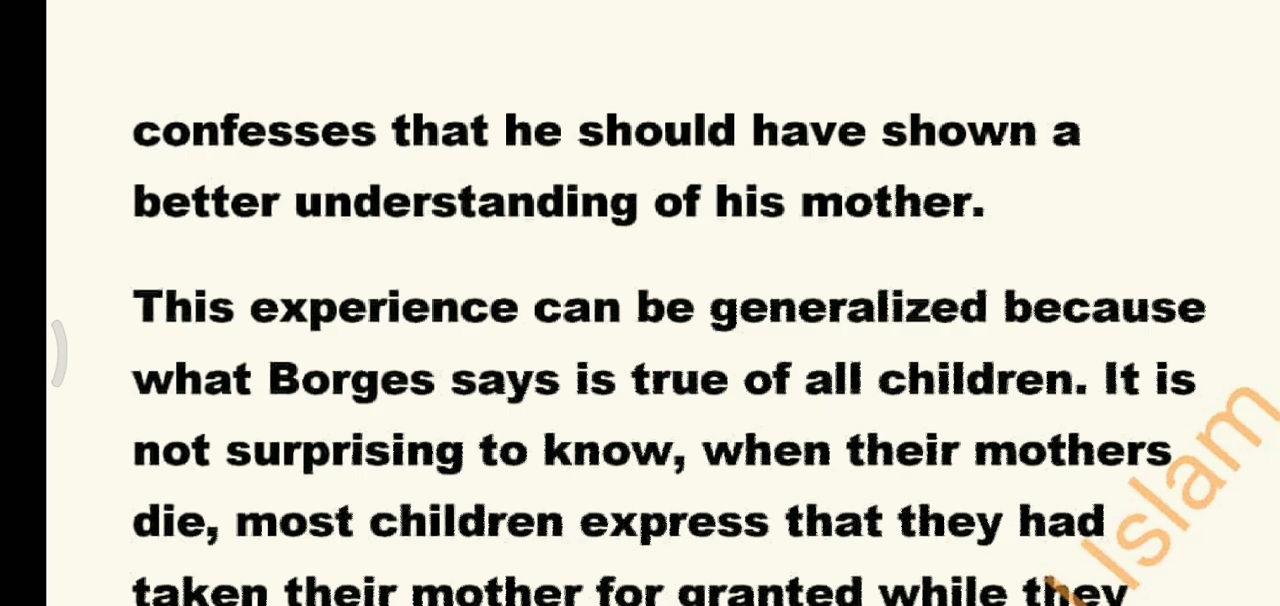 confesses that he should have shown a
better understanding of his mother.
This experience can be generalized because
what Borges says is true of all children. It is
not surprising to know, when their mothers
die, most children express that they had
taken their mother for granted while they
Islam